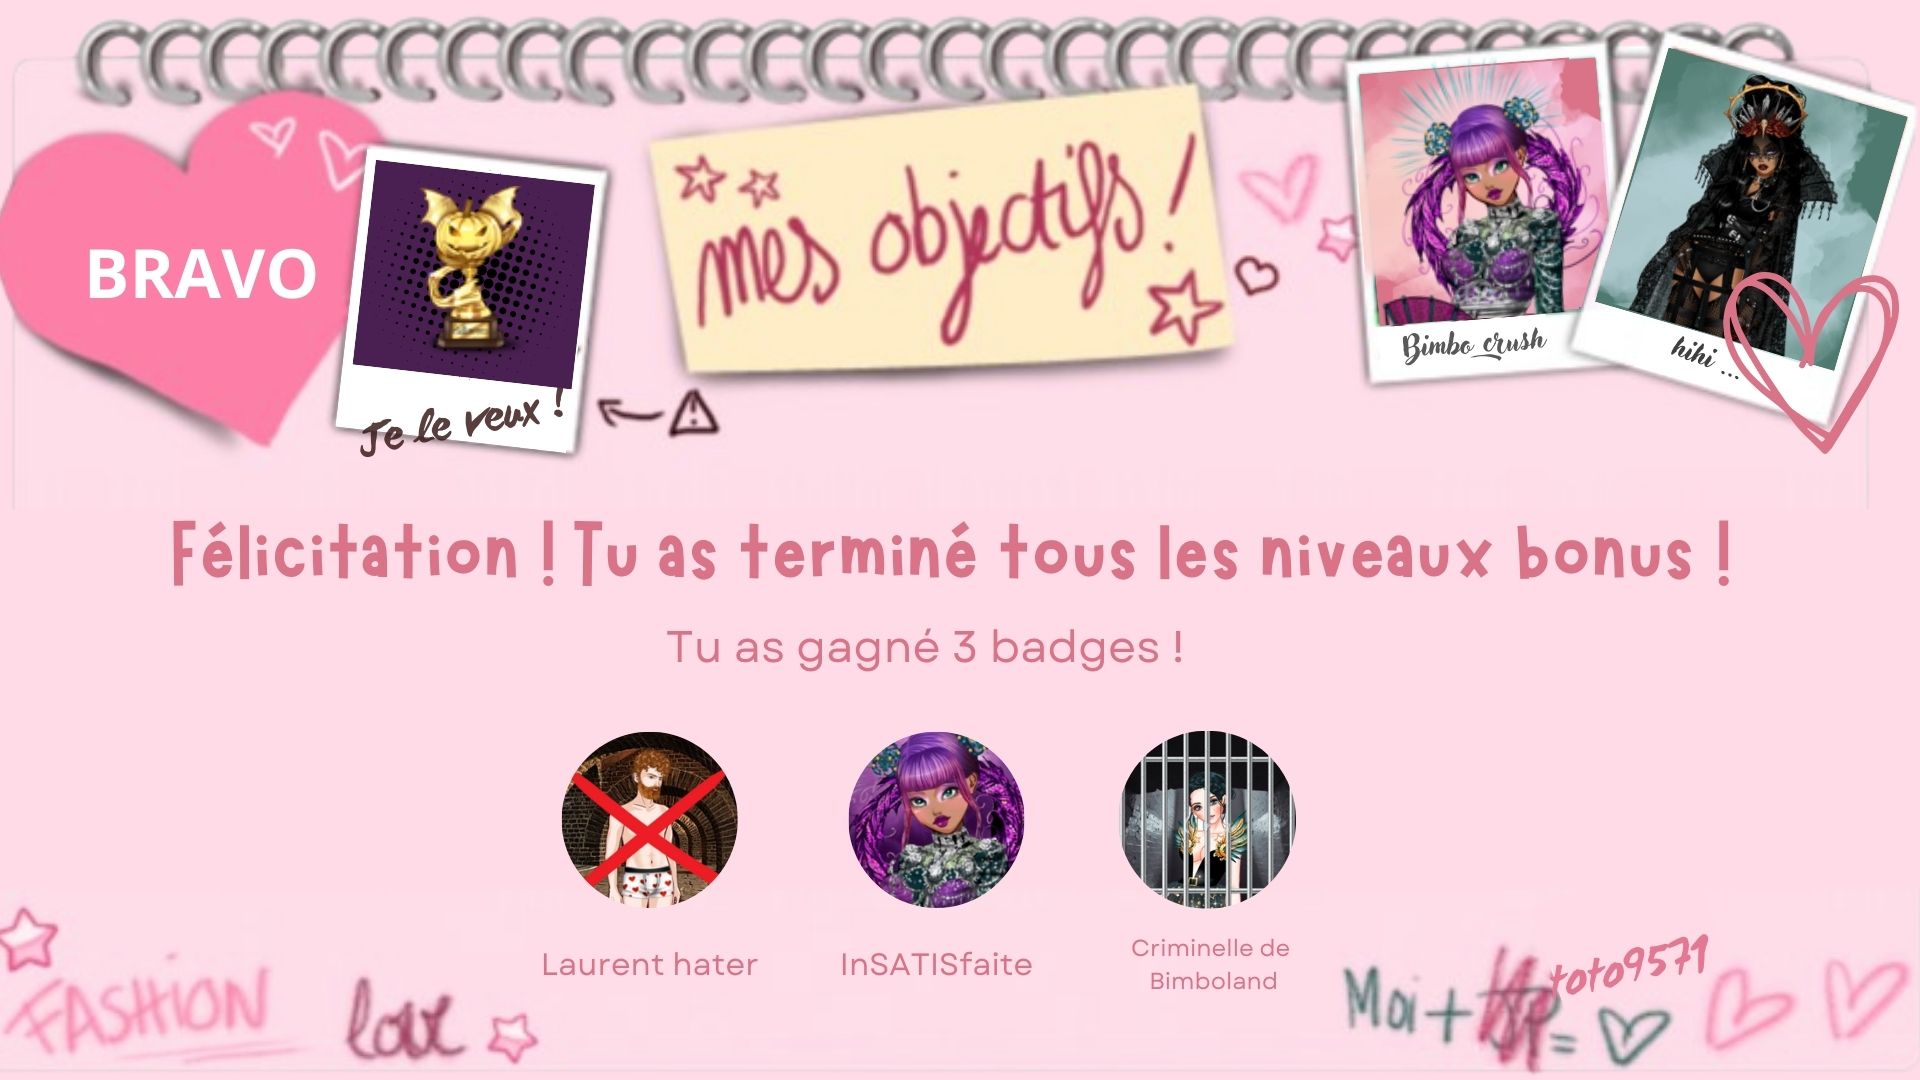 BRAVO
Je le veux !
mes objectifs !
Bimbo crush
hihi ...
Félicitation ! Tu as terminé tous les niveaux bonus !
Tu as gagné 3 badges !
Laurent hater
InSATISfaite
Criminelle de
Bimboland
FASHION
love
Moi + =
toto9571